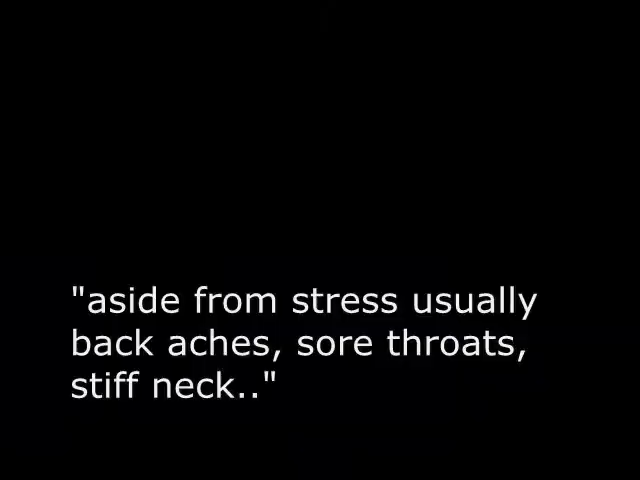 "aside from stress usually
back aches, sore throats,
stiff neck.."